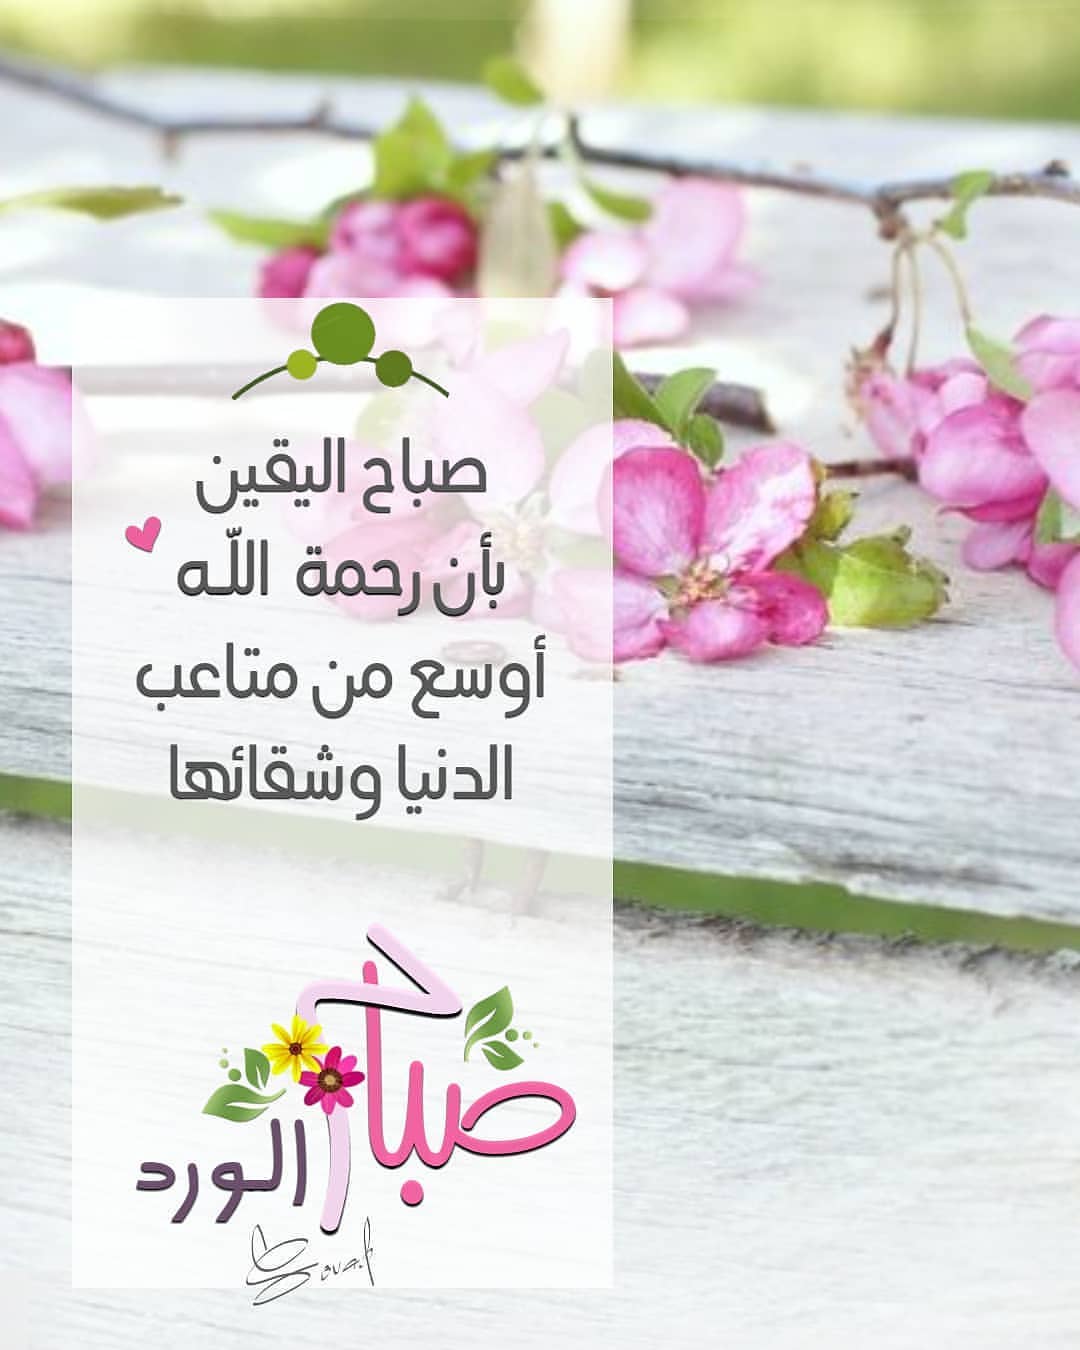 صباح اليقين
بأن رحمة اللّه
أوسع من متاعب
الدنيا وشقائها
صباح الورد